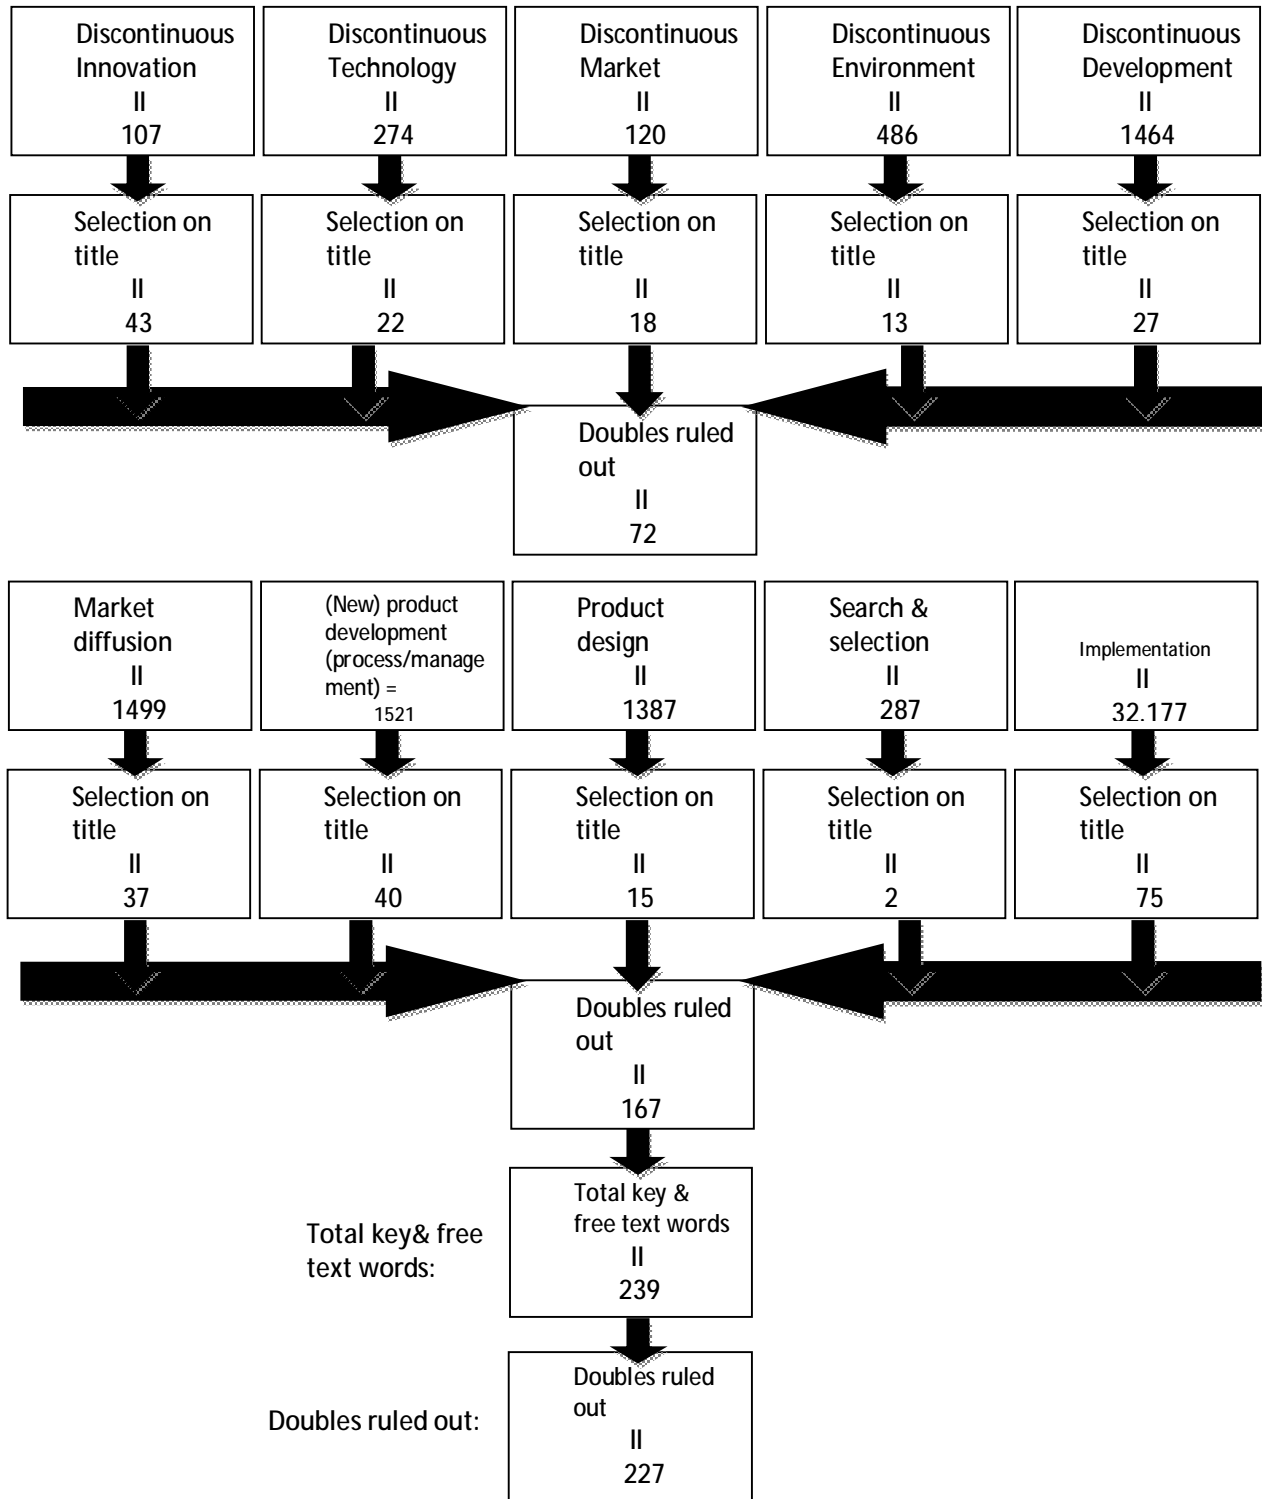 Discontinuous
Innovation
II
107
Discontinuous
Technology
II
274
Discontinuous
Market
II
120
Discontinuous
Environment
II
486
Discontinuous
Development
II
1464
Selection on
title
II
43
Selection on
title
II
22
Selection on
title
II
18
Selection on
title
II
13
Selection on
title
II
27
Doubles ruled
out
II
72
Market
diffusion
II
1499
(New) product
development
(process/manage
ment) =
1521
Product
design
II
1387
Search &
selection
II
287
Implementation
II
32.177
Selection on
title
II
37
Selection on
title
II
40
Selection on
title
II
15
Selection on
title
II
2
Selection on
title
II
75
Doubles ruled
out
II
167
Total key& free
text words:
Total key &
free text words
II
239
Doubles ruled out:
Doubles ruled
out
II
227